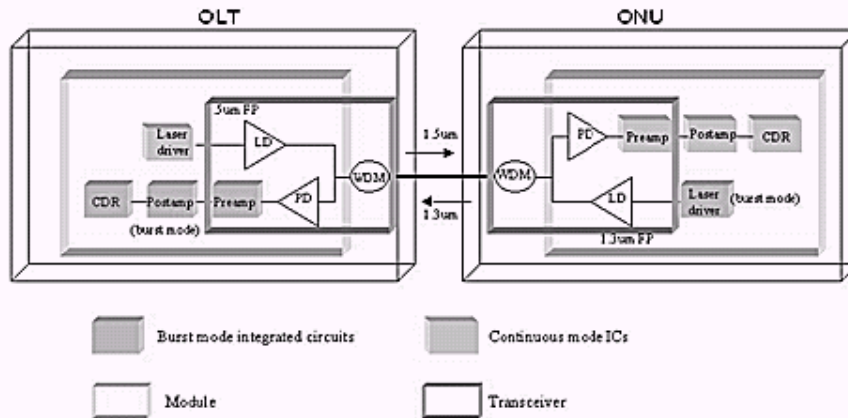 OLT
ONU
.5um FP
Laser driver
LD
WDM
CDR
Postamp
Preamp
PD
(burst mode)
1.5um
1.3um
PD
Preamp
Postamp
CDR
WDM
LD
Laser driver
(burst mode)
1.3um FP
Burst mode integrated circuits
Continuous mode ICs
Module
Transceiver